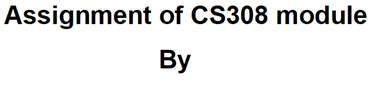 Assignment of CS308 module
By